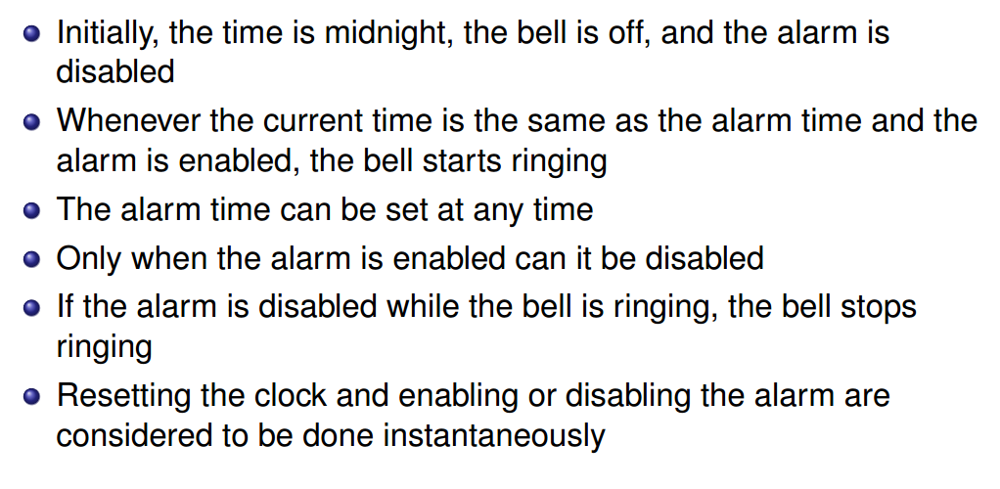 Initially, the time is midnight, the bell is off, and the alarm is
disabled
Whenever the current time is the same as the alarm time and the
alarm is enabled, the bell starts ringing
The alarm time can be set at any time
Only when the alarm is enabled can it be disabled
If the alarm is disabled while the bell is ringing, the bell stops
ringing
Resetting the clock and enabling or disabling the alarm are
considered to be done instantaneously